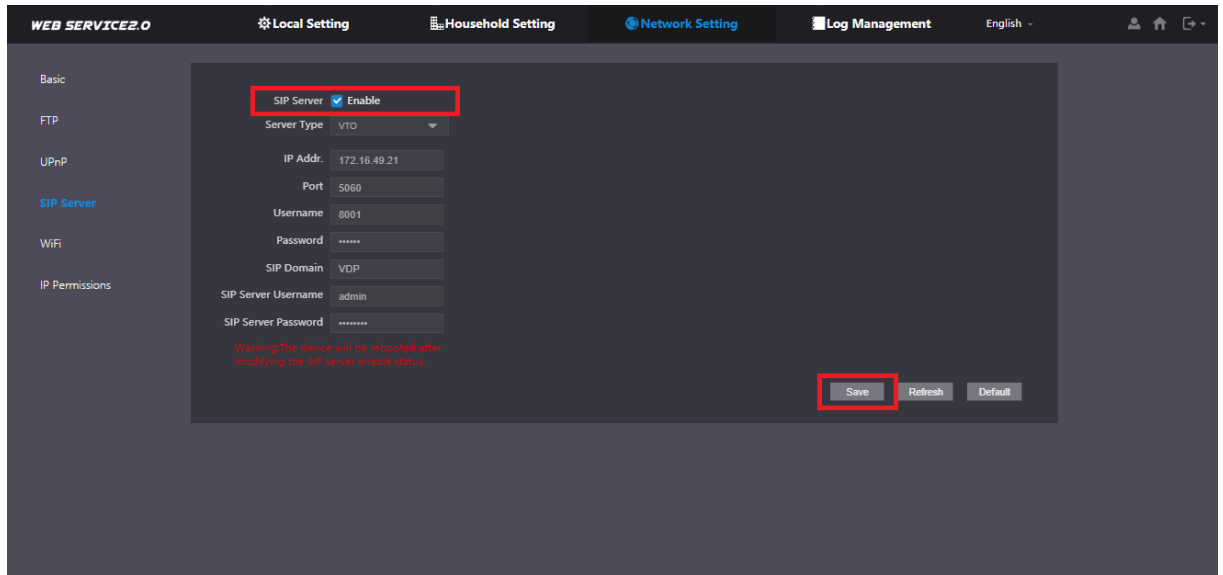 WEB SERVICE2.0 Local Setting Household Setting Network Setting Log Management English
Basic
FTP
UPnP
SIP Server
WiFi
IP Permissions
SIP Server Enable
Server Type VTO
IP Addr. 172.16.49.21
Port 5060
Username 8001
Password ••••••
SIP Domain VDP
SIP Server Username admin
SIP Server Password ••••••••
Warning:The device will be rebooted after
modifying the SIP server enable status.
Save Refresh Default